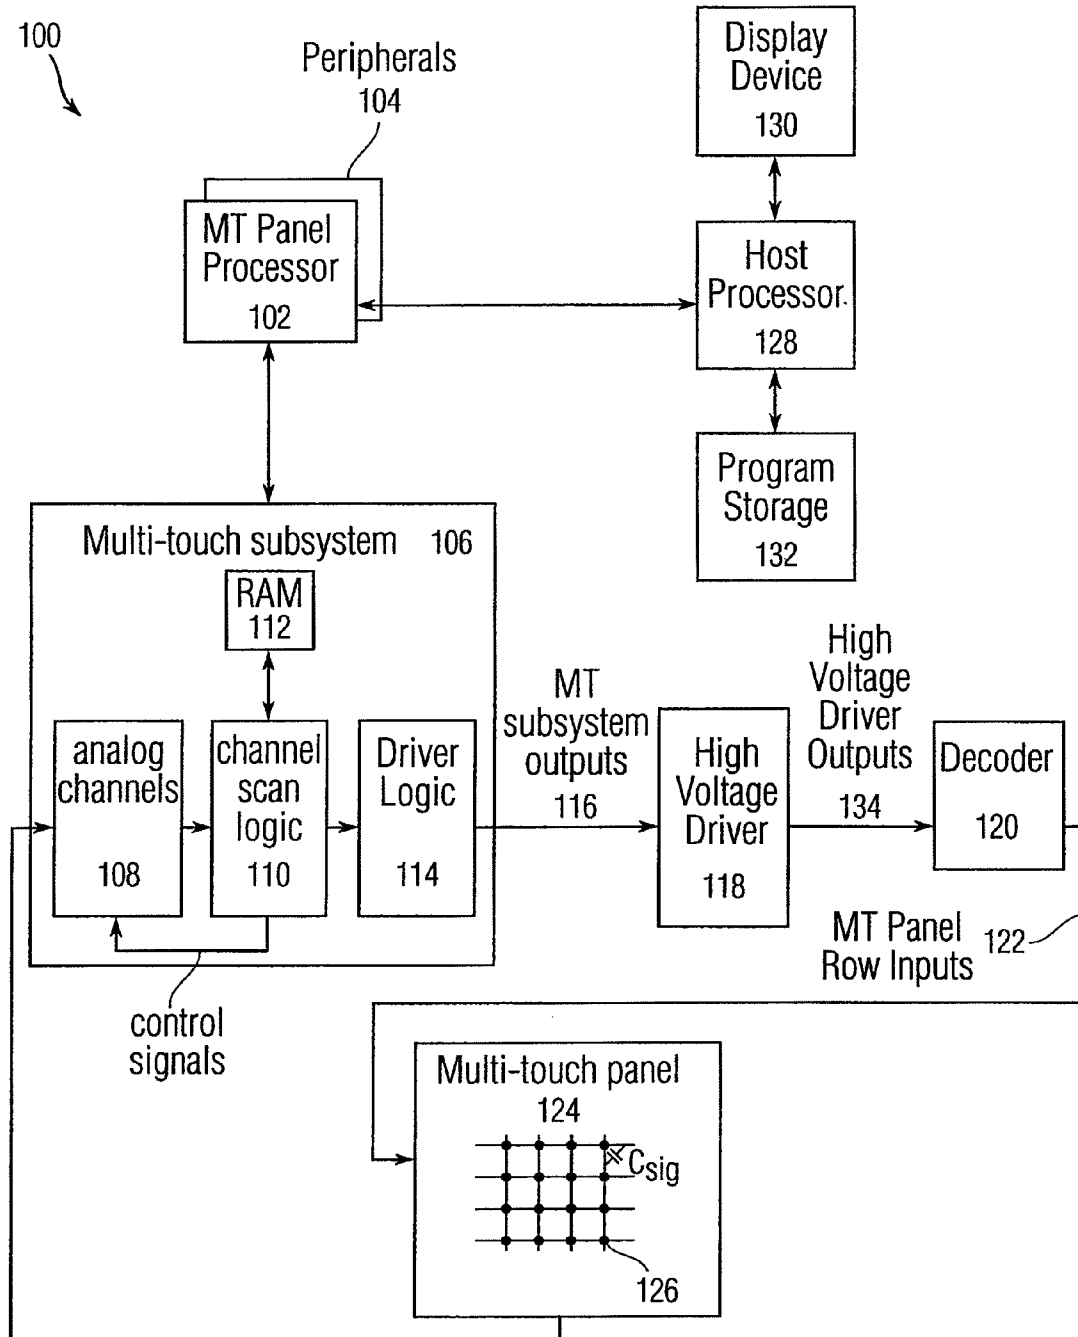 100
Peripherals
104
MT Panel
Processor
102
Display
Device
130
Host
Processor.
128
Program
Storage
132
Multi-touch subsystem 106
RAM
112
analog
channels
108
channel
scan
logic
110
Driver
Logic
114
control
signals
MT
subsystem
outputs
116
High
Voltage
Driver
118
High
Voltage
Driver
Outputs
134
Decoder
120
MT Panel
Row Inputs
122
Multi-touch panel
124
Csig
126